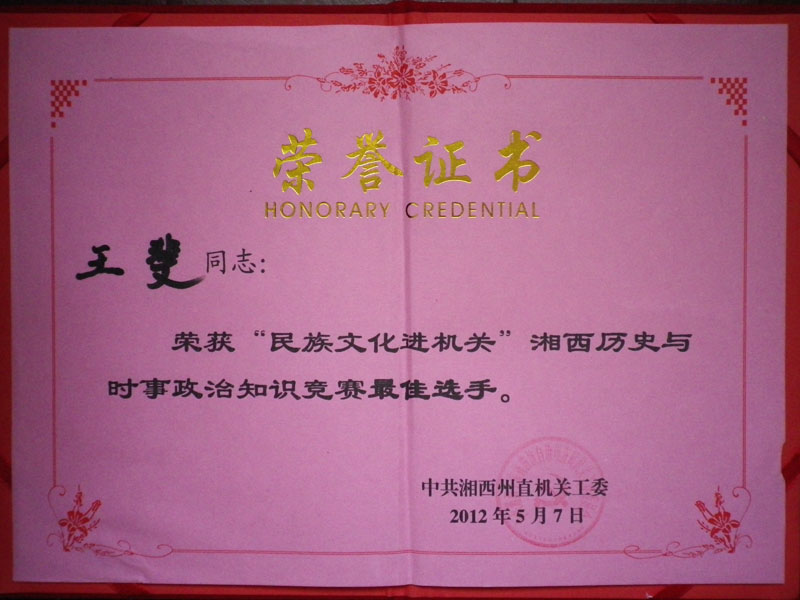 荣誉证书
HONORARY CREDENTIAL
王斐同志：
荣获“民族文化进机关”湘西历史与
时事政治知识竞赛最佳选手。
中共湘西州直机关工委
2012年5月7日